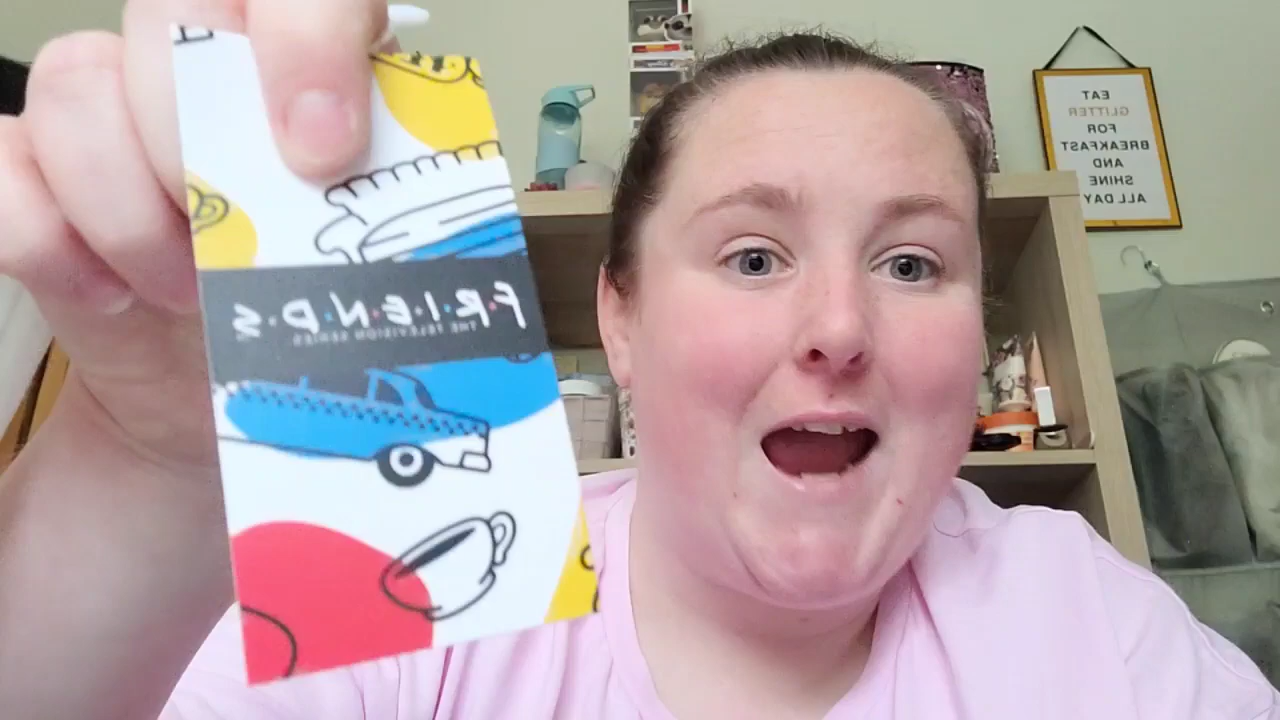 F·R·I·E·N·D·S
THE TELEVISION SERIES
EAT
GLITTER
FOR
BREAKFAST
AND
SHINE
ALL DAY